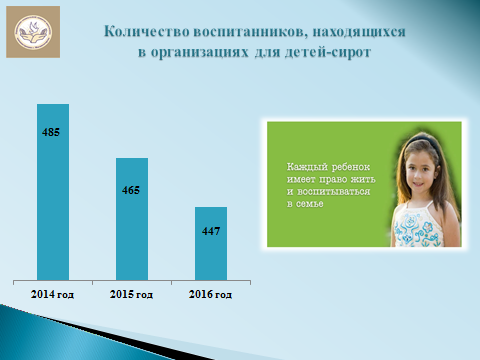 Количество воспитанников, находящихся
в организациях для детей-сирот
485
465
447
2014 год
2015 год
2016 год
Каждый ребенок
имеет право жить
и воспитываться
в семье